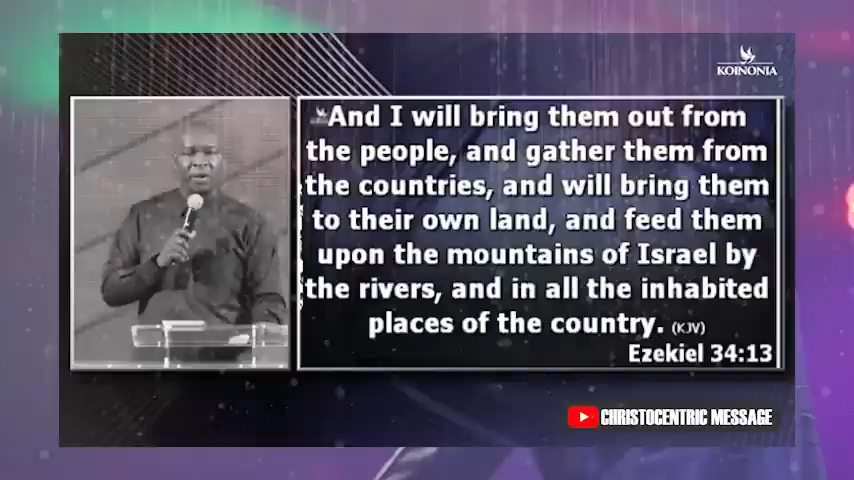 KOINONIA
And I will bring them out from
the people, and gather them from
the countries, and will bring them
to their own land, and feed them
upon the mountains of Israel by
the rivers, and in all the inhabited
places of the country. (KJV)
Ezekiel 34:13
CHRISTOCENTRIC MESSAGE